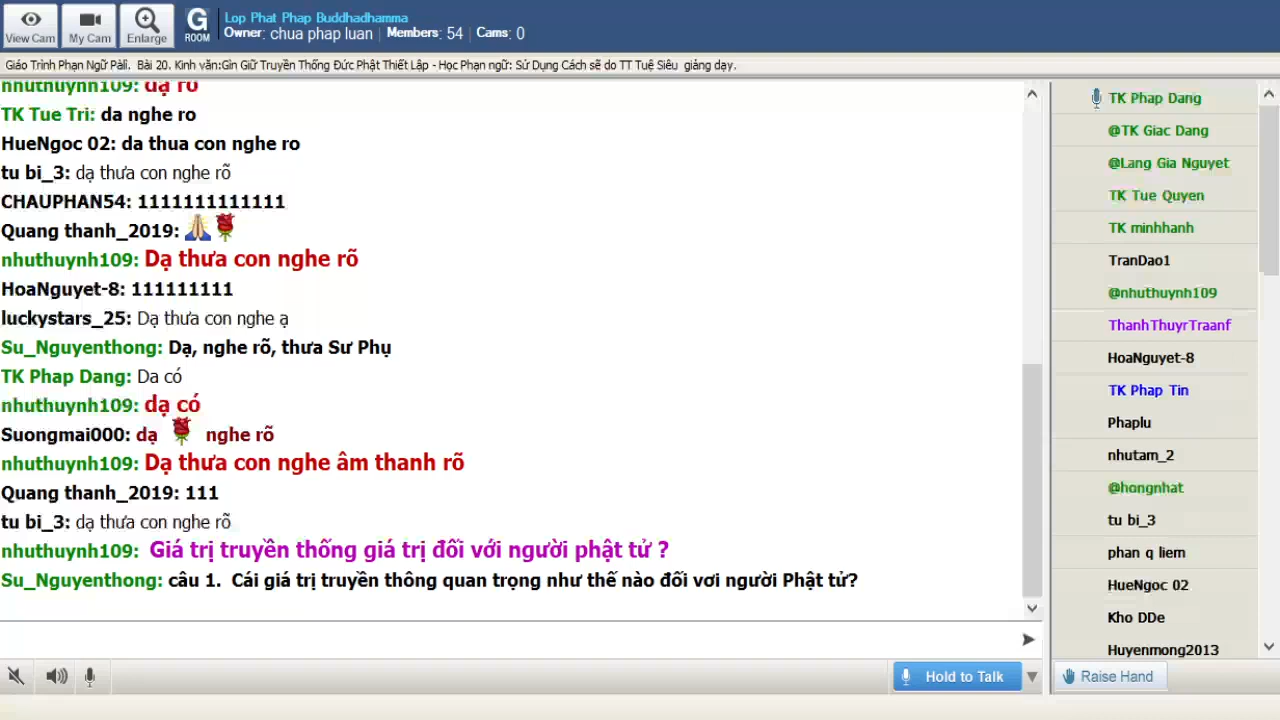 View Cam
My Cam
Enlarge
G
ROOM
Lop Phat Phap Buddhadhamma
Owner: chua phap luan | Members: 54 | Cams: 0
Giáo Trình Phạn Ngữ Pàli. Bài 20. Kinh văn:Gìn Giữ Truyền Thống Đức Phật Thiết Lập - Học Phạn ngữ: Sử Dụng Cách sẽ do TT Tuệ Siêu giảng dạy.
nhuthuynh109: dạ rõ
TK Tue Tri: da nghe ro
HueNgoc 02: da thua con nghe ro
tu bi_3: dạ thưa con nghe rõ
CHAUPHAN54: 1111111111111
Quang thanh_2019:
nhuthuynh109: Dạ thưa con nghe rõ
HoaNguyet-8: 111111111
luckystars_25: Dạ thưa con nghe ạ
Su_Nguyenthong: Dạ, nghe rõ, thưa Sư Phụ
TK Phap Dang: Da có
nhuthuynh109: dạ có
Suongmai000: dạ nghe rõ
nhuthuynh109: Dạ thưa con nghe âm thanh rõ
Quang thanh_2019: 111
tu bi_3: dạ thưa con nghe rõ
nhuthuynh109: Giá trị truyền thống giá trị đối với người phật tử ?
Su_Nguyenthong: câu 1. Cái giá trị truyền thông quan trọng như thế nào đối vơi người Phật tử?
TK Phap Dang
@TK Giac Dang
@Lang Gia Nguyet
TK Tue Quyen
TK minhhanh
TranDao1
@nhuthuynh109
ThanhThuyrTraanf
HoaNguyet-8
TK Phap Tin
Phaplu
nhutam_2
@hongnhat
tu bi_3
phan q liem
HueNgoc 02
Kho DDe
Huyenmong2013
Hold to Talk
Raise Hand